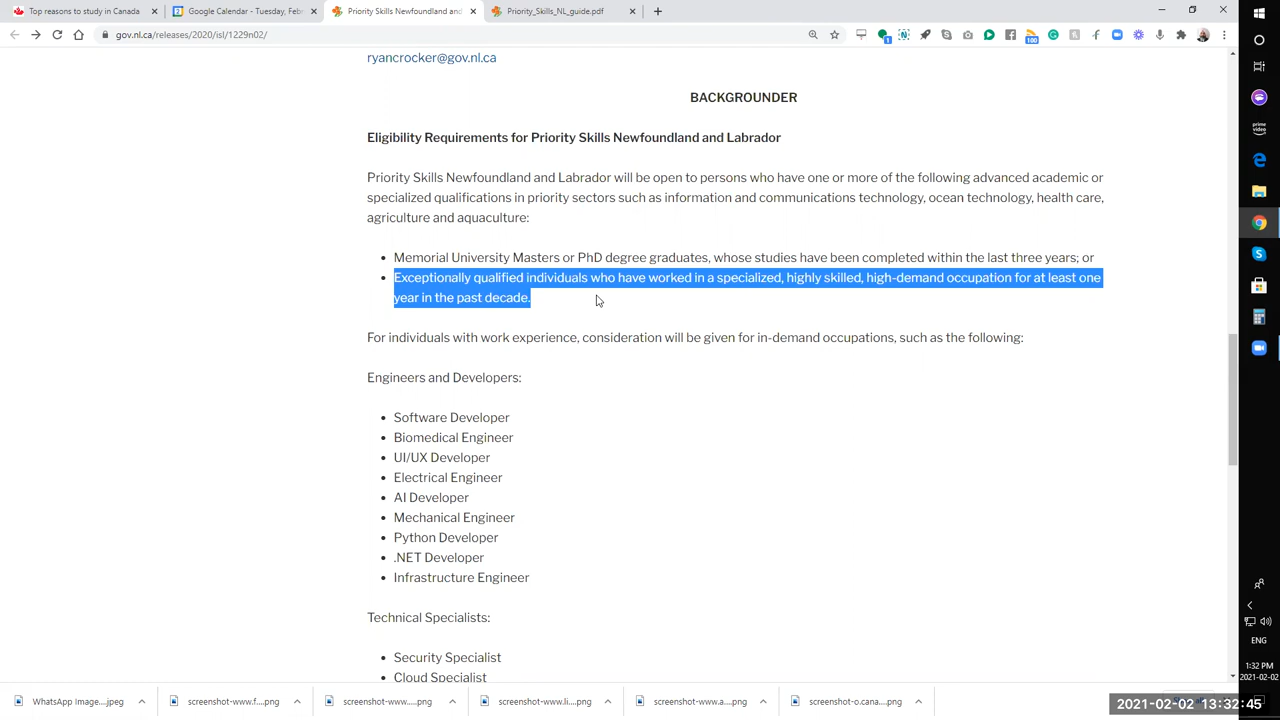 Top reasons to study in Canada
Google Calendar - Tuesday, Feb
Priority Skills Newfoundland and
Priority_Skills_NL_guide.pdf
gov.nl.ca/releases/2020/isl/1229n02/
ryancrocker@gov.nl.ca
BACKGROUNDER
Eligibility Requirements for Priority Skills Newfoundland and Labrador
Priority Skills Newfoundland and Labrador will be open to persons who have one or more of the following advanced academic or
specialized qualifications in priority sectors such as information and communications technology, ocean technology, health care,
agriculture and aquaculture:
• Memorial University Masters or PhD degree graduates, whose studies have been completed within the last three years; or
• Exceptionally qualified individuals who have worked in a specialized, highly skilled, high-demand occupation for at least one
year in the past decade.
For individuals with work experience, consideration will be given for in-demand occupations, such as the following:
Engineers and Developers:
• Software Developer
• Biomedical Engineer
• UI/UX Developer
• Electrical Engineer
• AI Developer
• Mechanical Engineer
• Python Developer
• .NET Developer
• Infrastructure Engineer
Technical Specialists:
• Security Specialist
• Cloud Specialist
prime video
ENG
1:32 PM
2021-02-02
WhatsApp Image....jpeg
screenshot-www.f....png
screenshot-www.....png
screenshot-www.li....png
screenshot-www.a....png
screenshot-o.cana....png
2021-02-02 13:32:45